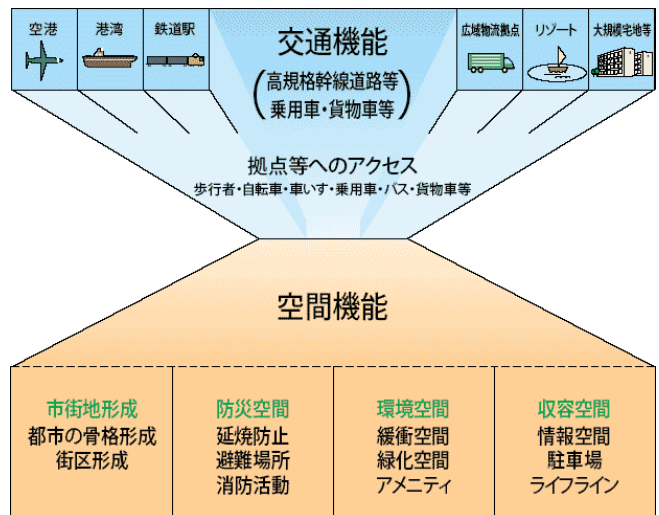 空港
港湾
鉄道駅
交通機能
(高規格幹線道路等
乗用車・貨物車等)
広域物流拠点
リゾート
大規模宅地等
拠点等へのアクセス
歩行者・自転車・車いす・乗用車・バス・貨物車等
空間機能
市街地形成
都市の骨格形成
街区形成
防災空間
延焼防止
避難場所
消防活動
環境空間
緩衝空間
緑化空間
アメニティ
収容空間
情報空間
駐車場
ライフライン